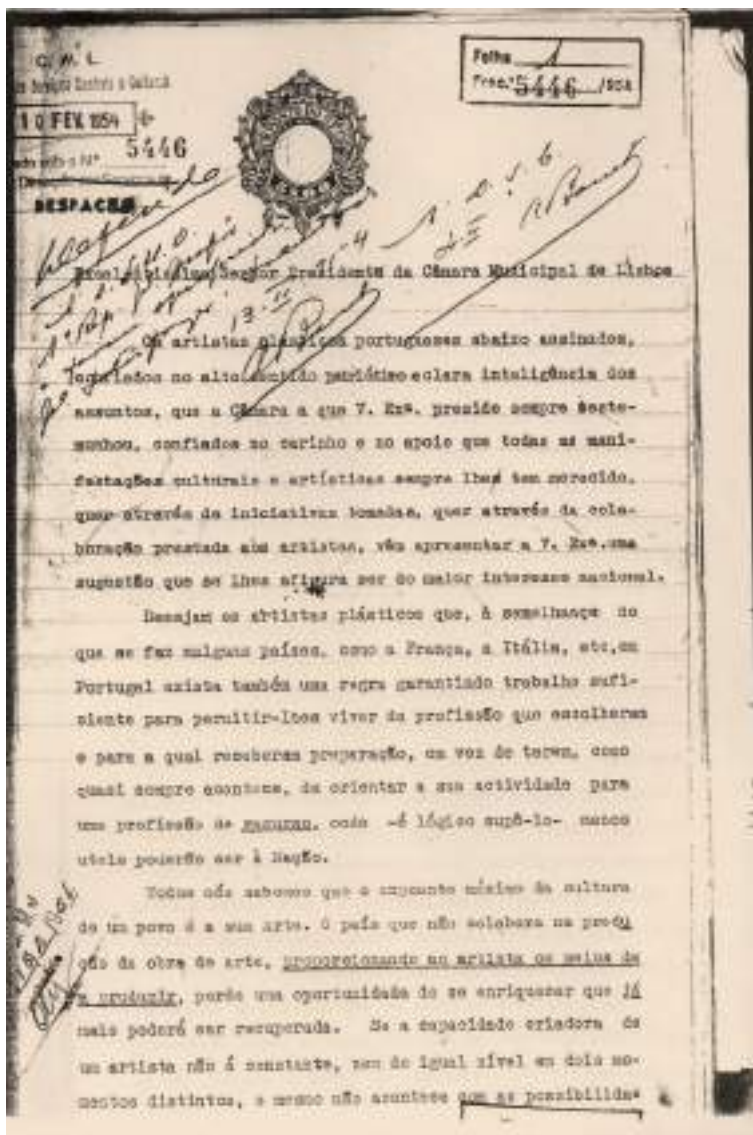 C. M. L.
Folha 1
Proc.º 5446 /954
10 FEV. 1954
5446
DESPACHO
Excelentíssimo Senhor Presidente da Câmara Municipal de Lisboa
Os artistas plásticos portugueses abaixo assinados,
no alto sentido patriótico e clara inteligência dos
assuntos, que a Câmara a que V. Exª. preside sempre teste-
munhou, confiados no carinho e no apoio que todas as mani-
festações culturais e artísticas sempre lhes tem merecido,
quer através de iniciativas tomadas, quer através da cola-
boração prestada aos artistas, vêm apresentar a V. Exª. uma
sugestão que se lhes afigura ser do maior interesse nacional.
Desejam os artistas plásticos que, à semelhança do
que se faz nalguns países, como a França, a Itália, etc, em
Portugal exista também uma regra garantindo trabalho sufi-
ciente para permitir-lhes viver da profissão que escolheram
e para a qual receberam preparação, em vez de terem, como
quasi sempre acontece, de orientar a sua actividade para
uma profissão de recurso, onde -é lógico supô-lo- menos
uteis poderão ser à Nação.
Todos nós sabemos que o expoente máximo da cultura
de um povo é a sua arte. O país que não colabora na produ
ção da obra de arte, proporcionando ao artista os meios de
a produzir, perde uma oportunidade de se enriquecer que já
mais poderá ser recuperada. Se a capacidade criadora de
um artista não é constante, nem de igual nível em dois mo-
mentos distintos, o mesmo não acontece com as possibilida-